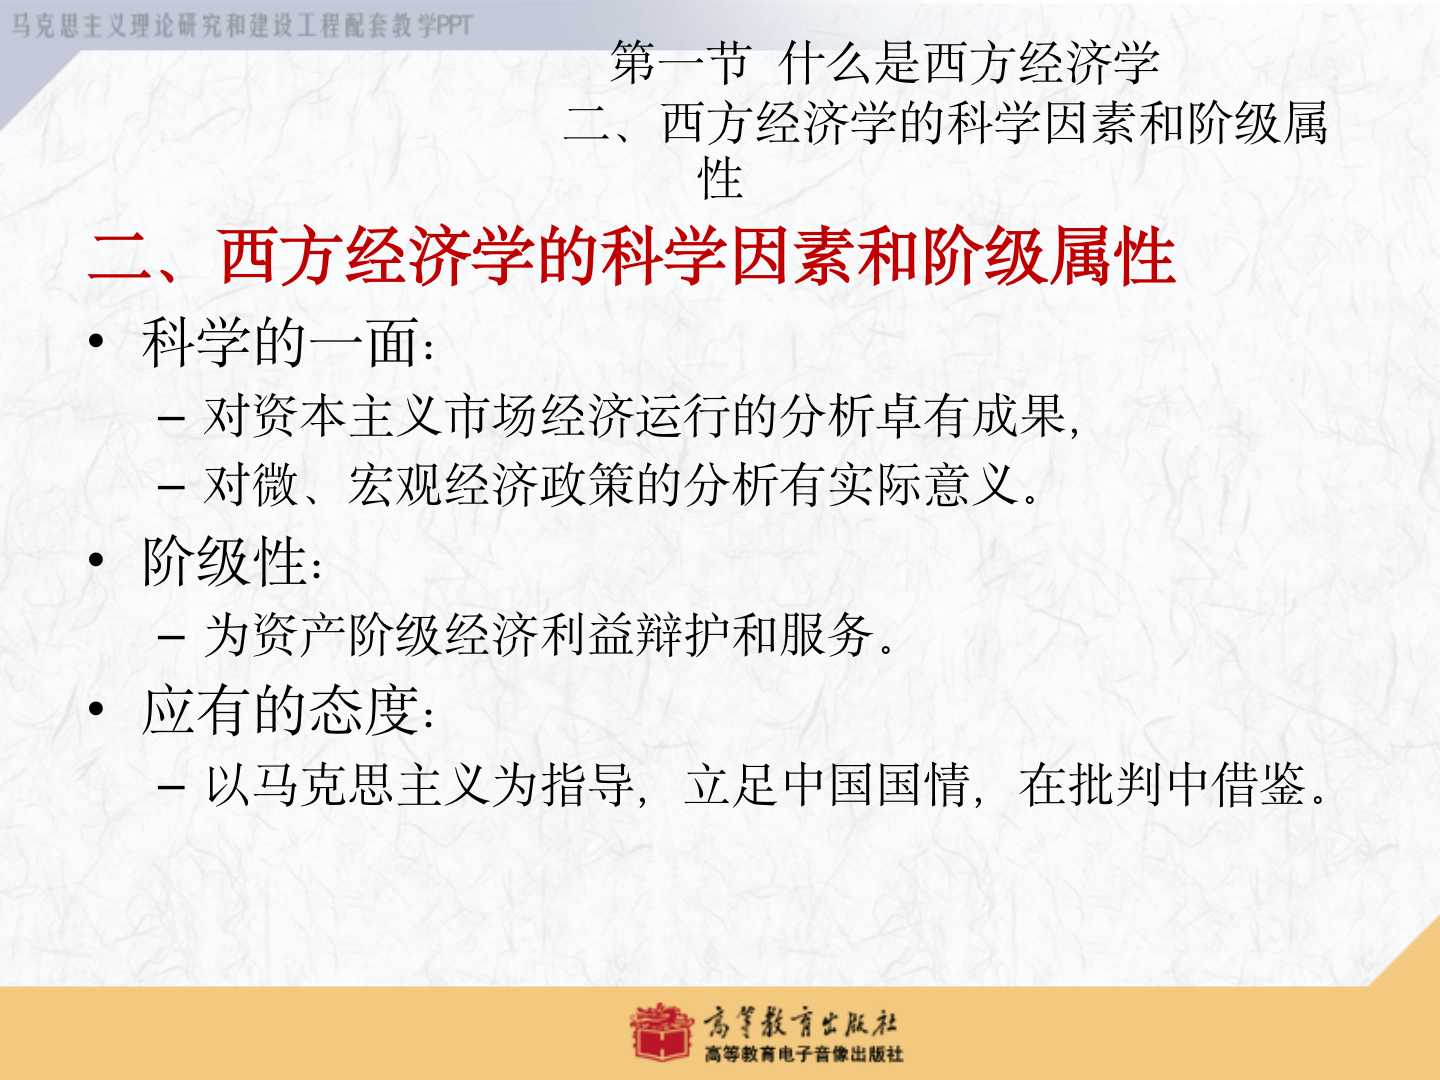 马克思主义理论研究和建设工程配套教学PPT
第一节 什么是西方经济学
二、西方经济学的科学因素和阶级属
性
二、西方经济学的科学因素和阶级属性
• 科学的一面：
– 对资本主义市场经济运行的分析卓有成果，
– 对微、宏观经济政策的分析有实际意义。
• 阶级性：
– 为资产阶级经济利益辩护和服务。
• 应有的态度：
– 以马克思主义为指导，立足中国国情，在批判中借鉴。
高等教育出版社
高等教育电子音像出版社